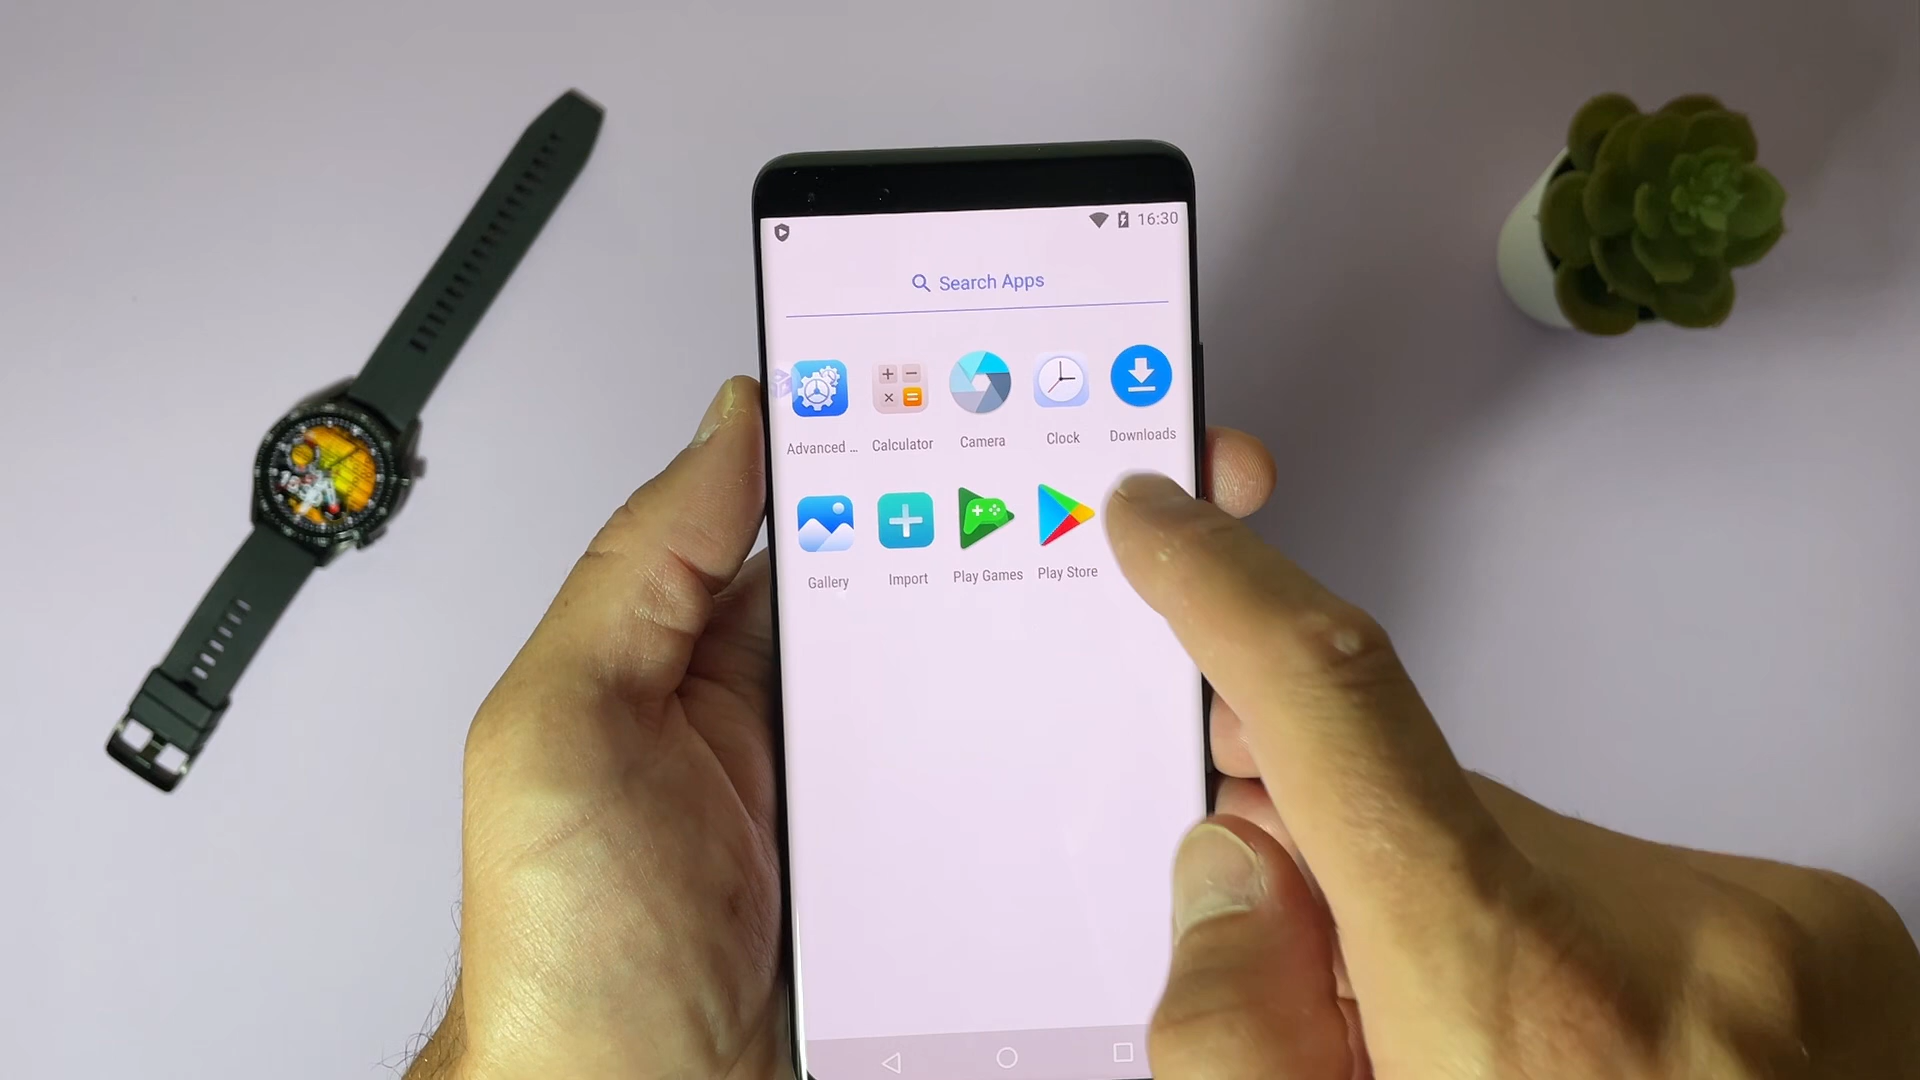 16:30
Search Apps
Advanced ...
Calculator
Camera
Clock
Downloads
Gallery
Import
Play Games
Play Store